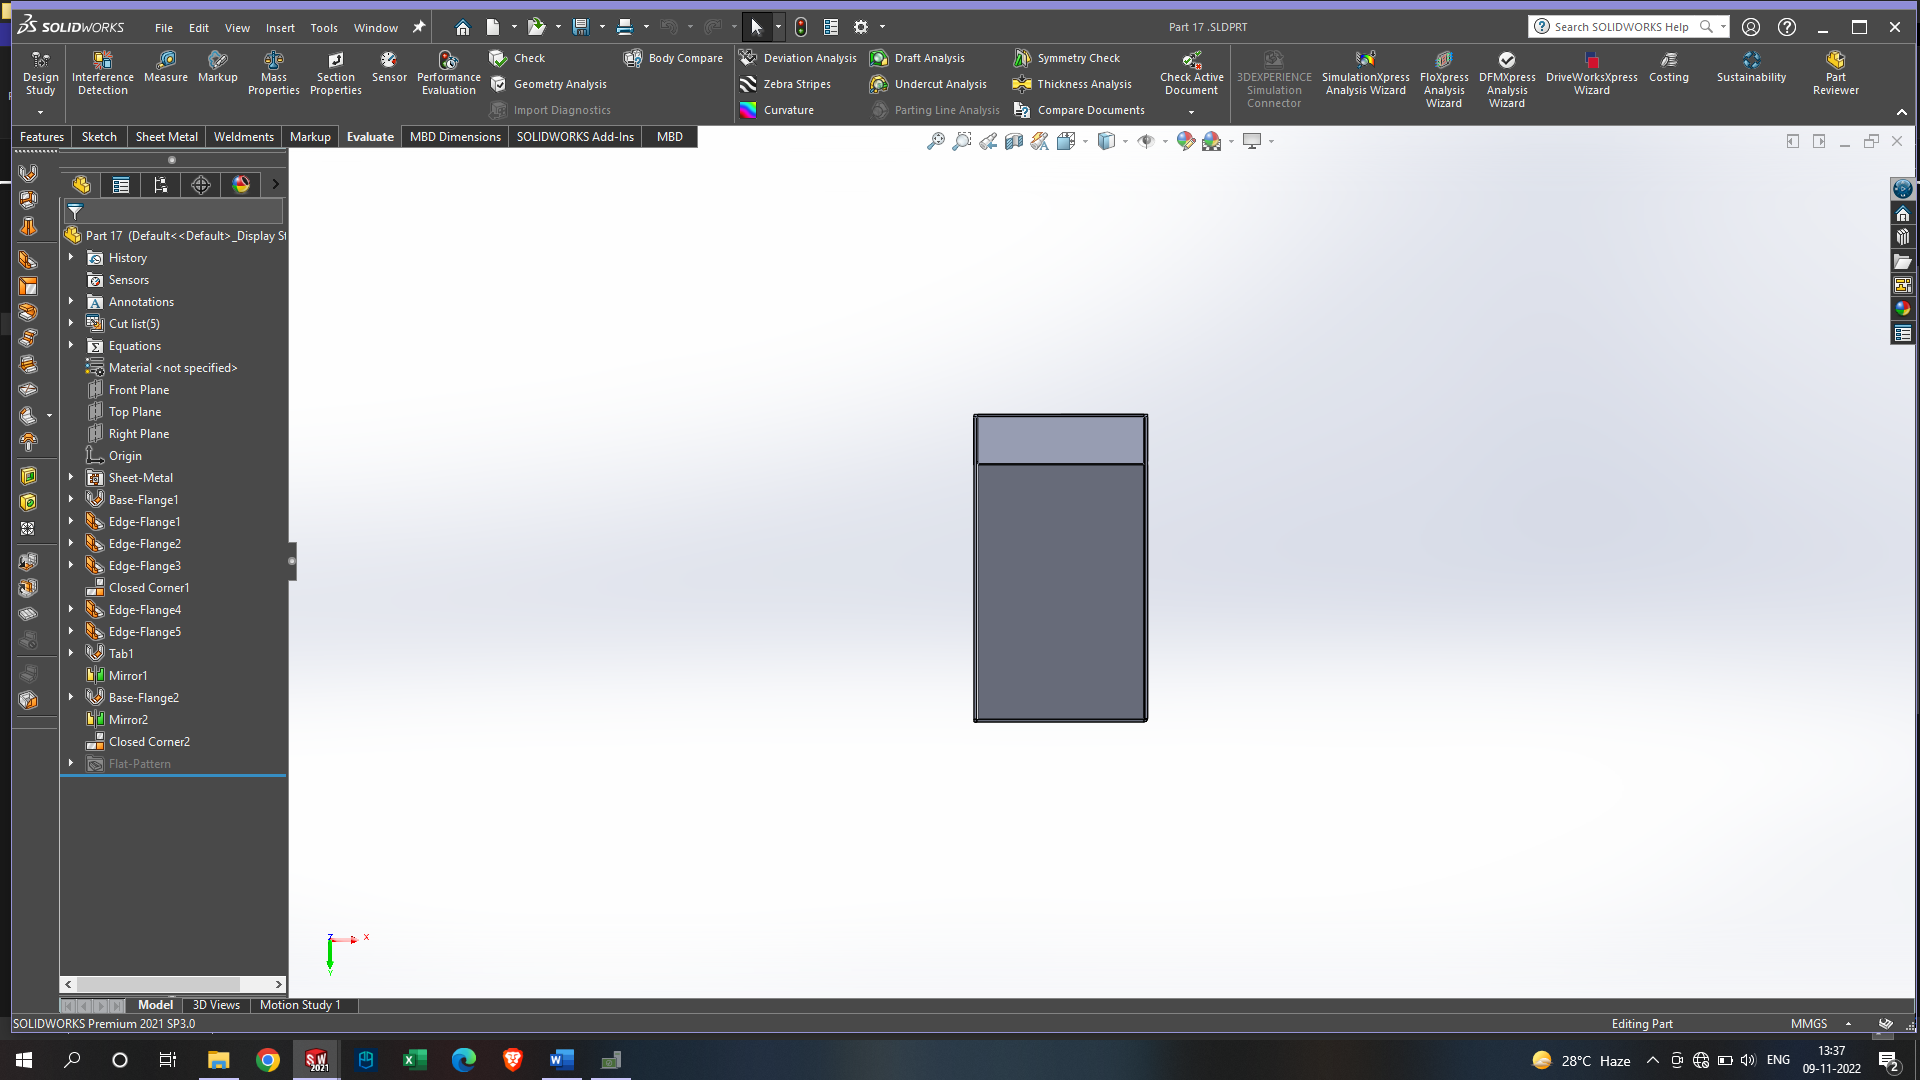 SOLIDWORKS File Edit View Insert Tools Window Part 17 .SLDPRT Search SOLIDWORKS Help
Design Study
Interference Detection
Measure
Markup
Mass Properties
Section Properties
Sensor
Performance Evaluation
Check
Geometry Analysis
Import Diagnostics
Body Compare
Deviation Analysis
Zebra Stripes
Curvature
Draft Analysis
Undercut Analysis
Parting Line Analysis
Symmetry Check
Thickness Analysis
Compare Documents
Check Active Document
3DEXPERIENCE Simulation Connector
SimulationXpress Analysis Wizard
FloXpress Analysis Wizard
DFMXpress Analysis Wizard
DriveWorksXpress Wizard
Costing
Sustainability
Part Reviewer
Features Sketch Sheet Metal Weldments Markup Evaluate MBD Dimensions SOLIDWORKS Add-Ins MBD
Part 17 (Default<<Default>_Display St
History
Sensors
Annotations
Cut list(5)
Equations
Material <not specified>
Front Plane
Top Plane
Right Plane
Origin
Sheet-Metal
Base-Flange1
Edge-Flange1
Edge-Flange2
Edge-Flange3
Closed Corner1
Edge-Flange4
Edge-Flange5
Tab1
Mirror1
Base-Flange2
Mirror2
Closed Corner2
Flat-Pattern
Z X
Y
Model 3D Views Motion Study 1
SOLIDWORKS Premium 2021 SP3.0 Editing Part MMGS
SW 2021 28°C Haze ENG 13:37
09-11-2022 2